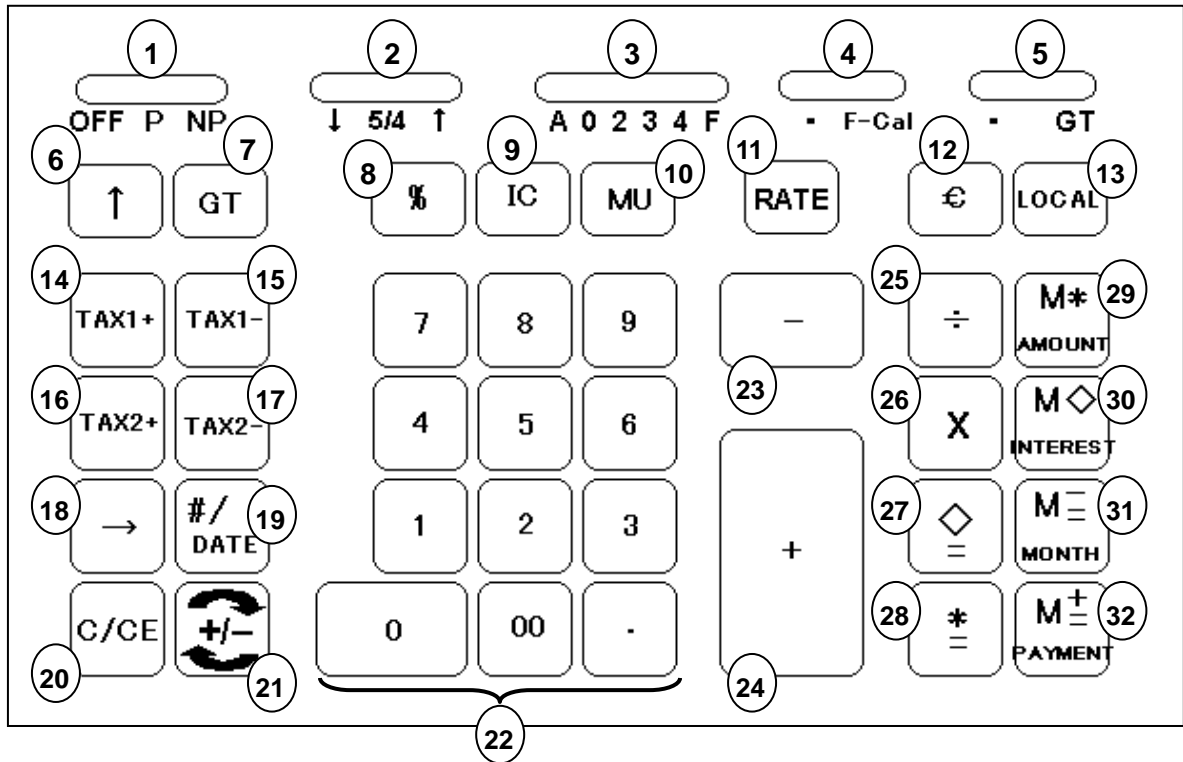 1 2 3 4 5
OFF P NP ↓ 5/4 ↑ A 0 2 3 4 F · F-Cal · GT
6 7 8 9 10 11 12 13
↑ GT % IC MU RATE € LOCAL
14 15 25 29
TAX1+ TAX1- 7 8 9 - ÷ M*
AMOUNT
16 17 23 26 30
TAX2+ TAX2- 4 5 6 X M◇
INTEREST
18 19 27 31
→ #/ 1 2 3 + ◇ M=
DATE = MONTH
28 32
C/CE +/- 0 00 . * M±
= PAYMENT
20 21 24
22